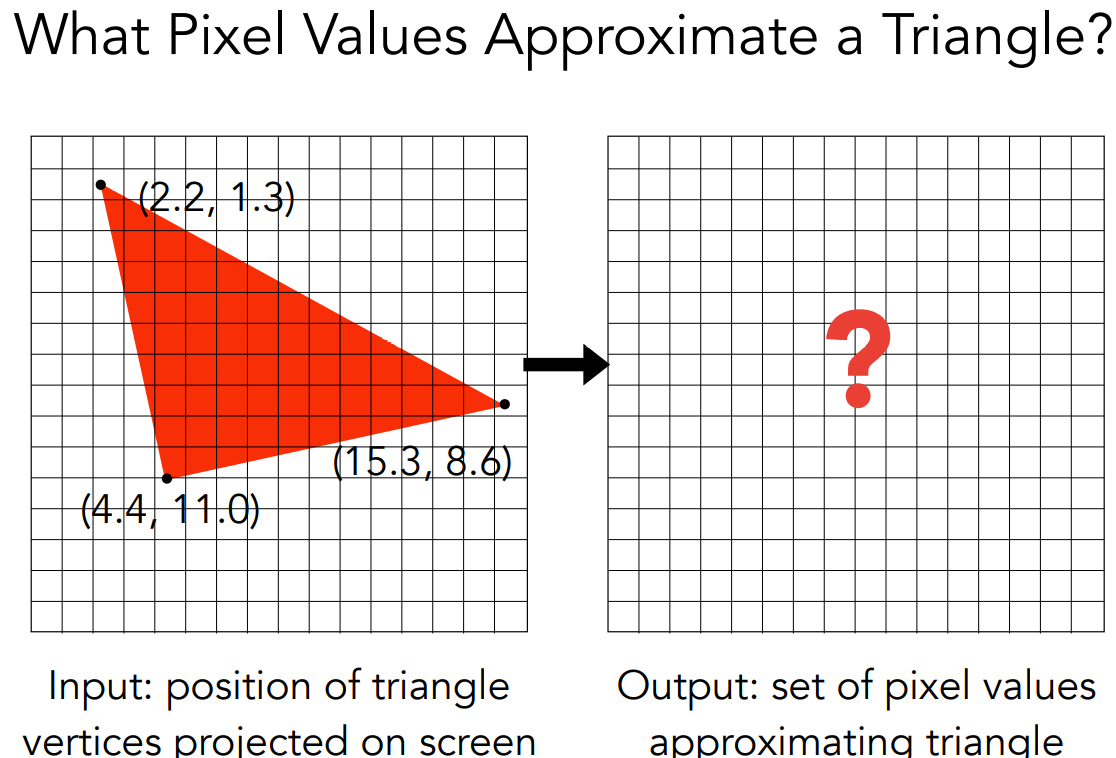 What Pixel Values Approximate a Triangle?
(2.2, 1.3)
?
(15.3, 8.6)
(4.4, 11.0)
Input: position of triangle
vertices projected on screen
Output: set of pixel values
approximating triangle